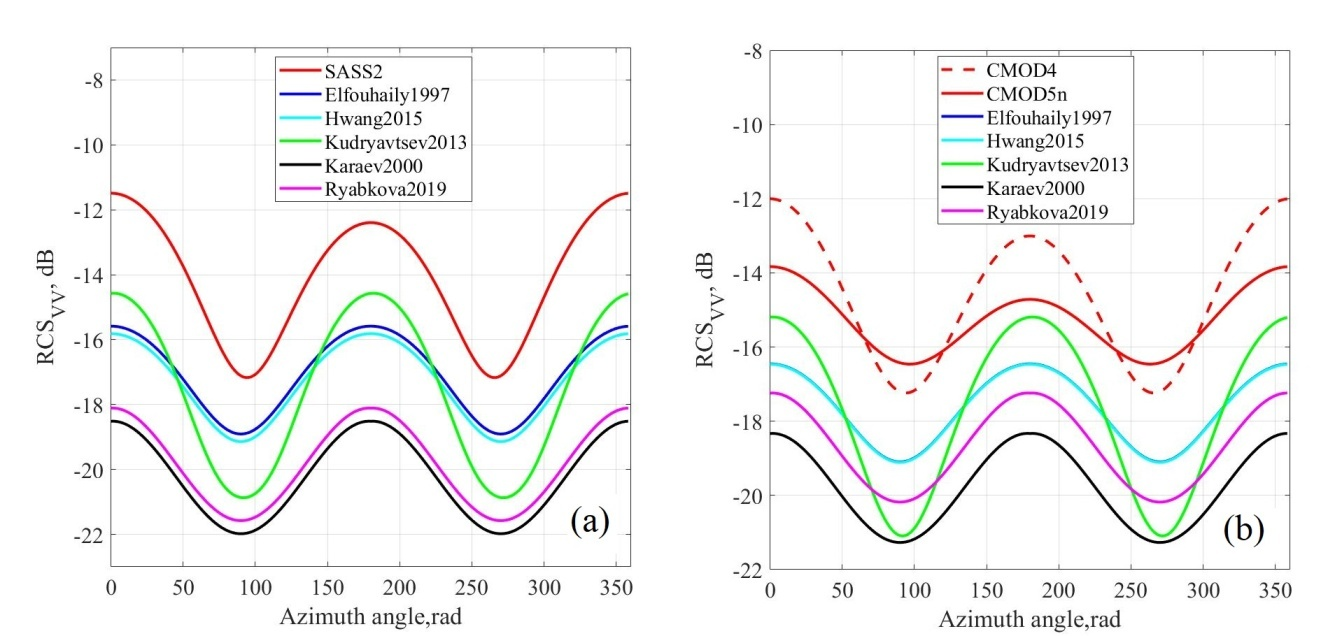 -8
-10
-12
-14
-16
-18
-20
-22
RCS_VV, dB
SASS2
Elfouhaily1997
Hwang2015
Kudryavtsev2013
Karaev2000
Ryabkova2019
(a)
0 50 100 150 200 250 300 350
Azimuth angle,rad
-8
-10
-12
-14
-16
-18
-20
-22
RCS_VV, dB
CMOD4
CMOD5n
Elfouhaily1997
Hwang2015
Kudryavtsev2013
Karaev2000
Ryabkova2019
(b)
0 50 100 150 200 250 300 350
Azimuth angle,rad